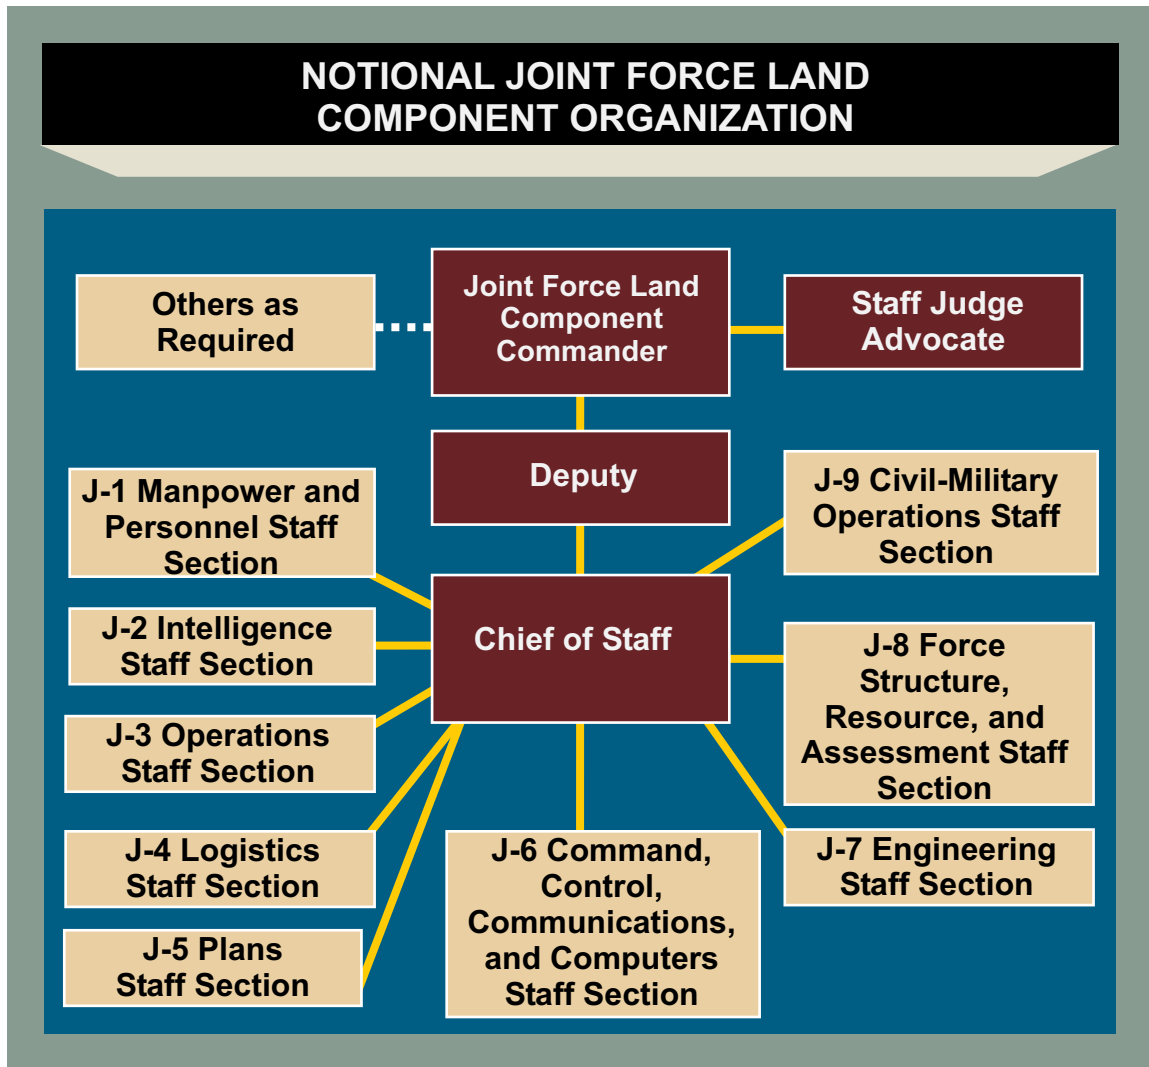 NOTIONAL JOINT FORCE LAND
COMPONENT ORGANIZATION
Others as
Required
Joint Force Land
Component
Commander
Staff Judge
Advocate
Deputy
J-1 Manpower and
Personnel Staff
Section
J-9 Civil-Military
Operations Staff
Section
Chief of Staff
J-2 Intelligence
Staff Section
J-8 Force
Structure,
Resource, and
Assessment Staff
Section
J-3 Operations
Staff Section
J-4 Logistics
Staff Section
J-6 Command,
Control,
Communications,
and Computers
Staff Section
J-7 Engineering
Staff Section
J-5 Plans
Staff Section